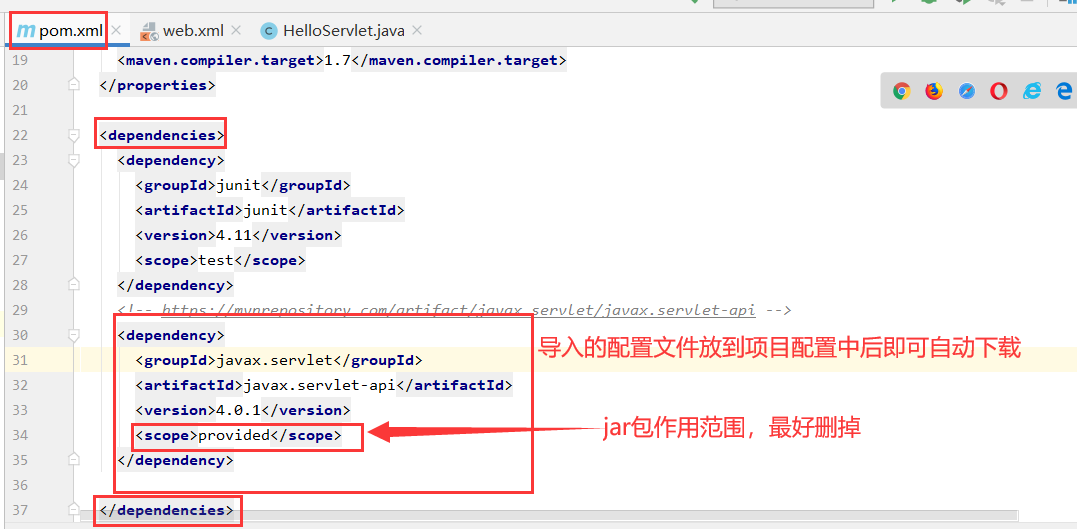 pom.xml web.xml HelloServlet.java
19 <maven.compiler.target>1.7</maven.compiler.target>
20 </properties>
21
22 <dependencies>
23 <dependency>
24 <groupId>junit</groupId>
25 <artifactId>junit</artifactId>
26 <version>4.11</version>
27 <scope>test</scope>
28 </dependency>
29 <!-- https://mvnrepository.com/artifact/javax.servlet/javax.servlet-api -->
30 <dependency>
31 <groupId>javax.servlet</groupId>
导入的配置文件放到项目配置中后即可自动下载
32 <artifactId>javax.servlet-api</artifactId>
33 <version>4.0.1</version>
34 <scope>provided</scope>
jar包作用范围，最好删掉
35 </dependency>
36
37 </dependencies>